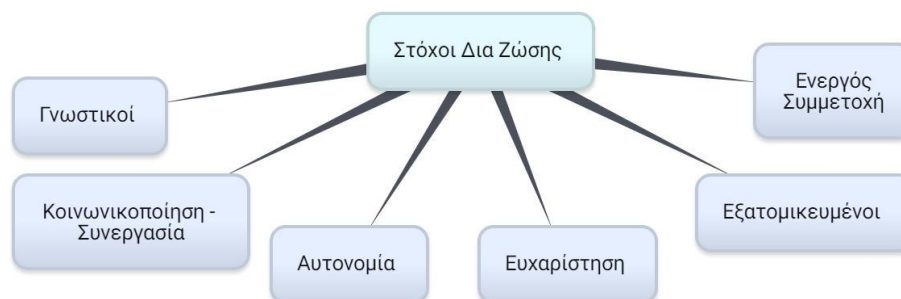 Στόχοι Δια Ζώσης
Γνωστικοί
Κοινωνικοποίηση -
Συνεργασία
Αυτονομία
Ευχαρίστηση
Εξατομικευμένοι
Ενεργός
Συμμετοχή